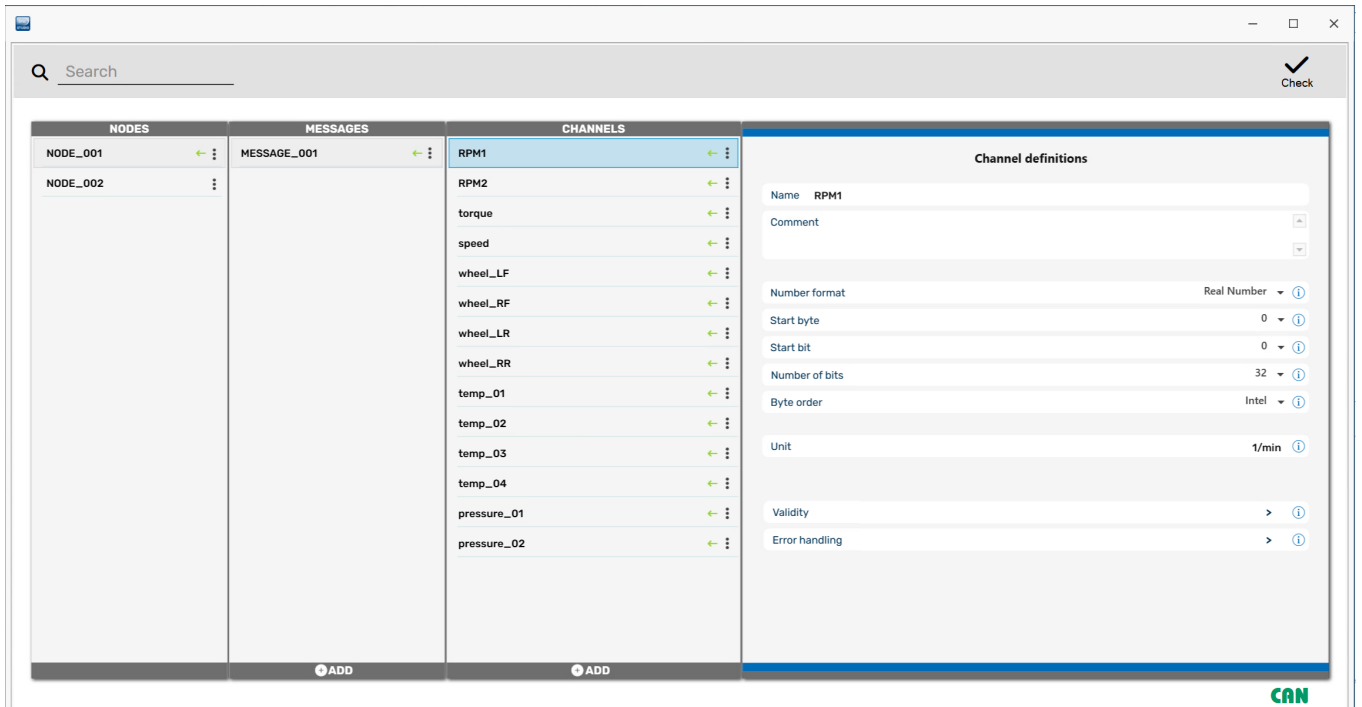 Search
Check
NODES
MESSAGES
CHANNELS
NODE_001
NODE_002
MESSAGE_001
RPM1
RPM2
torque
speed
wheel_LF
wheel_RF
wheel_LR
wheel_RR
temp_01
temp_02
temp_03
temp_04
pressure_01
pressure_02
ADD
ADD
Channel definitions
Name RPM1
Comment
Number format Real Number
Start byte 0
Start bit 0
Number of bits 32
Byte order Intel
Unit 1/min
Validity
Error handling
CAN